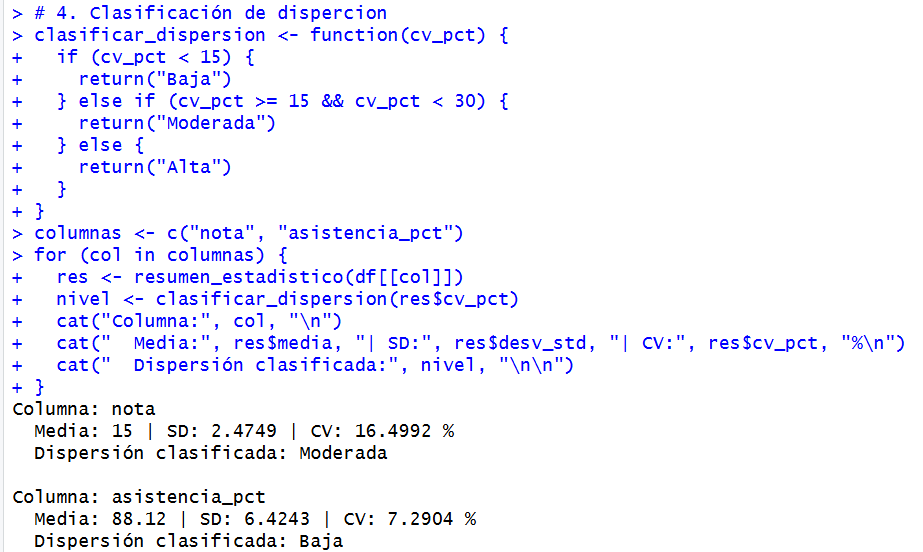 > # 4. Clasificación de dispercion
> clasificar_dispersion <- function(cv_pct) {
+   if (cv_pct < 15) {
+     return("Baja")
+   } else if (cv_pct >= 15 && cv_pct < 30) {
+     return("Moderada")
+   } else {
+     return("Alta")
+   }
+ }
> columnas <- c("nota", "asistencia_pct")
> for (col in columnas) {
+   res <- resumen_estadistico(df[[col]])
+   nivel <- clasificar_dispersion(res$cv_pct)
+   cat("Columna:", col, "\n")
+   cat("  Media:", res$media, "| SD:", res$desv_std, "| CV:", res$cv_pct, "%\n")
+   cat("  Dispersión clasificada:", nivel, "\n\n")
+ }
Columna: nota
  Media: 15 | SD: 2.4749 | CV: 16.4992 %
  Dispersión clasificada: Moderada

Columna: asistencia_pct
  Media: 88.12 | SD: 6.4243 | CV: 7.2904 %
  Dispersión clasificada: Baja